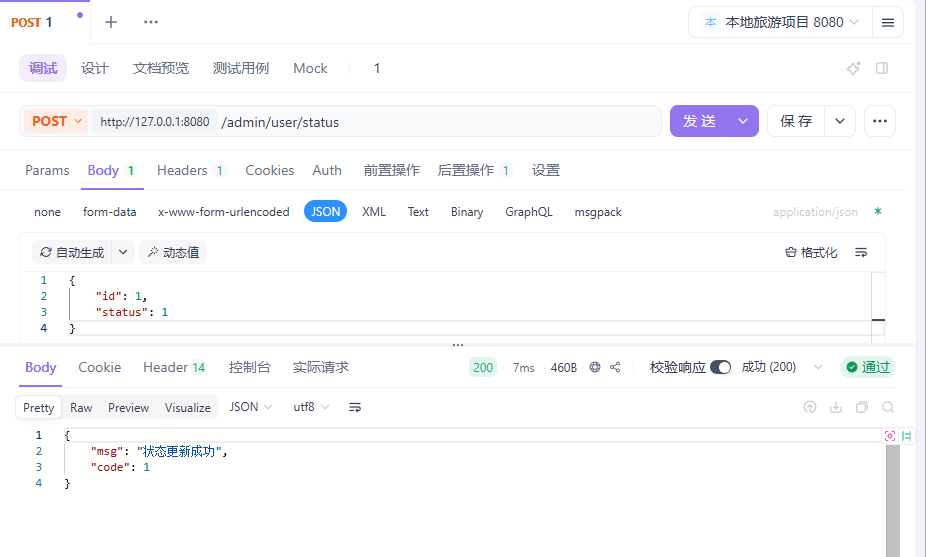 POST 1
本 本地旅游项目 8080
调试 设计 文档预览 测试用例 Mock 1
POST http://127.0.0.1:8080 /admin/user/status 发 送 保 存
Params Body 1 Headers 1 Cookies Auth 前置操作 后置操作 1 设置
none form-data x-www-form-urlencoded JSON XML Text Binary GraphQL msgpack application/json *
自动生成 动态值 格式化
1 {
2 "id": 1,
3 "status": 1
4 }
Body Cookie Header 14 控制台 实际请求 200 7ms 460B 校验响应 成功 (200) 通过
Pretty Raw Preview Visualize JSON utf8
1 {
2 "msg": "状态更新成功",
3 "code": 1
4 }